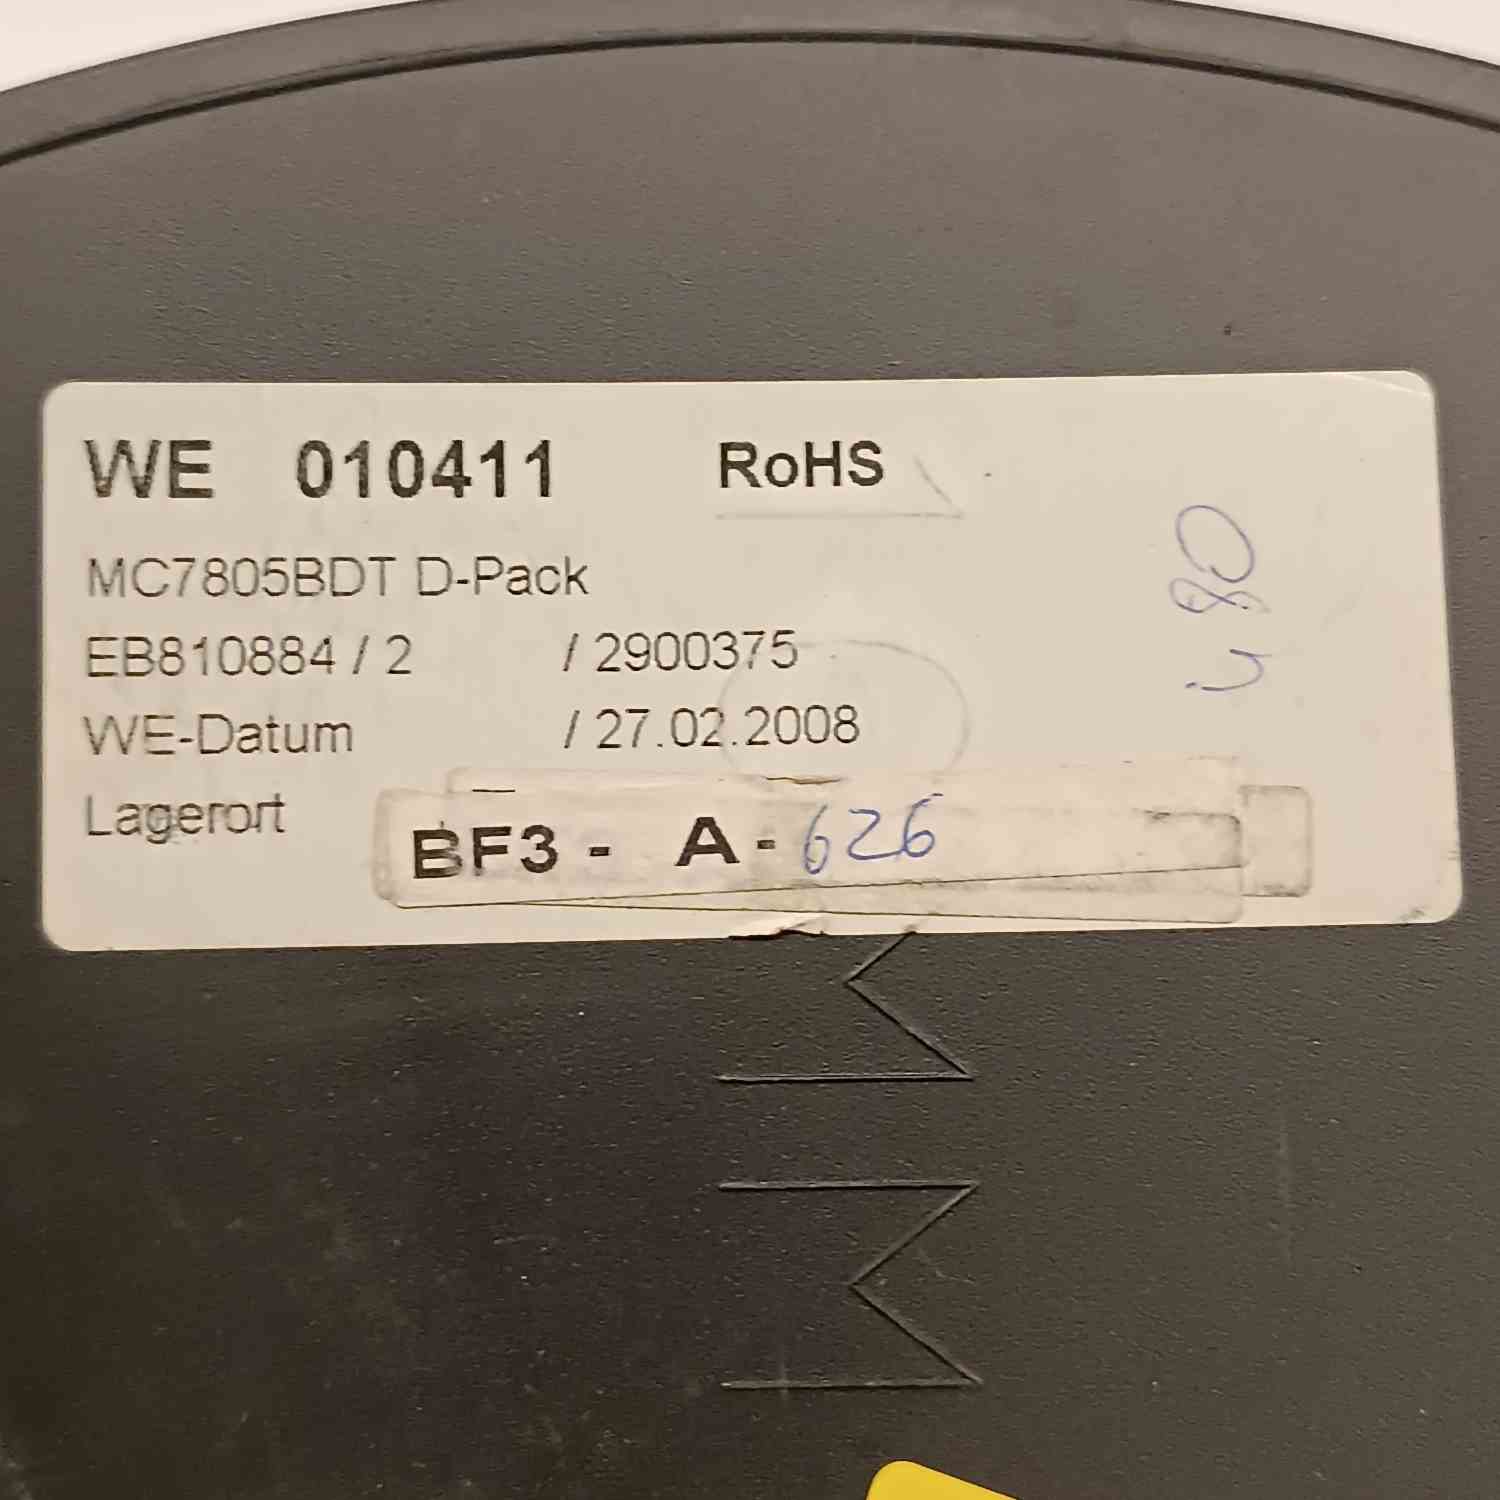 WE 010411 RoHS
MC7805BDT D-Pack
EB810884 / 2 / 2900375
WE-Datum / 27.02.2008
Lagerort BF3 - A - 626